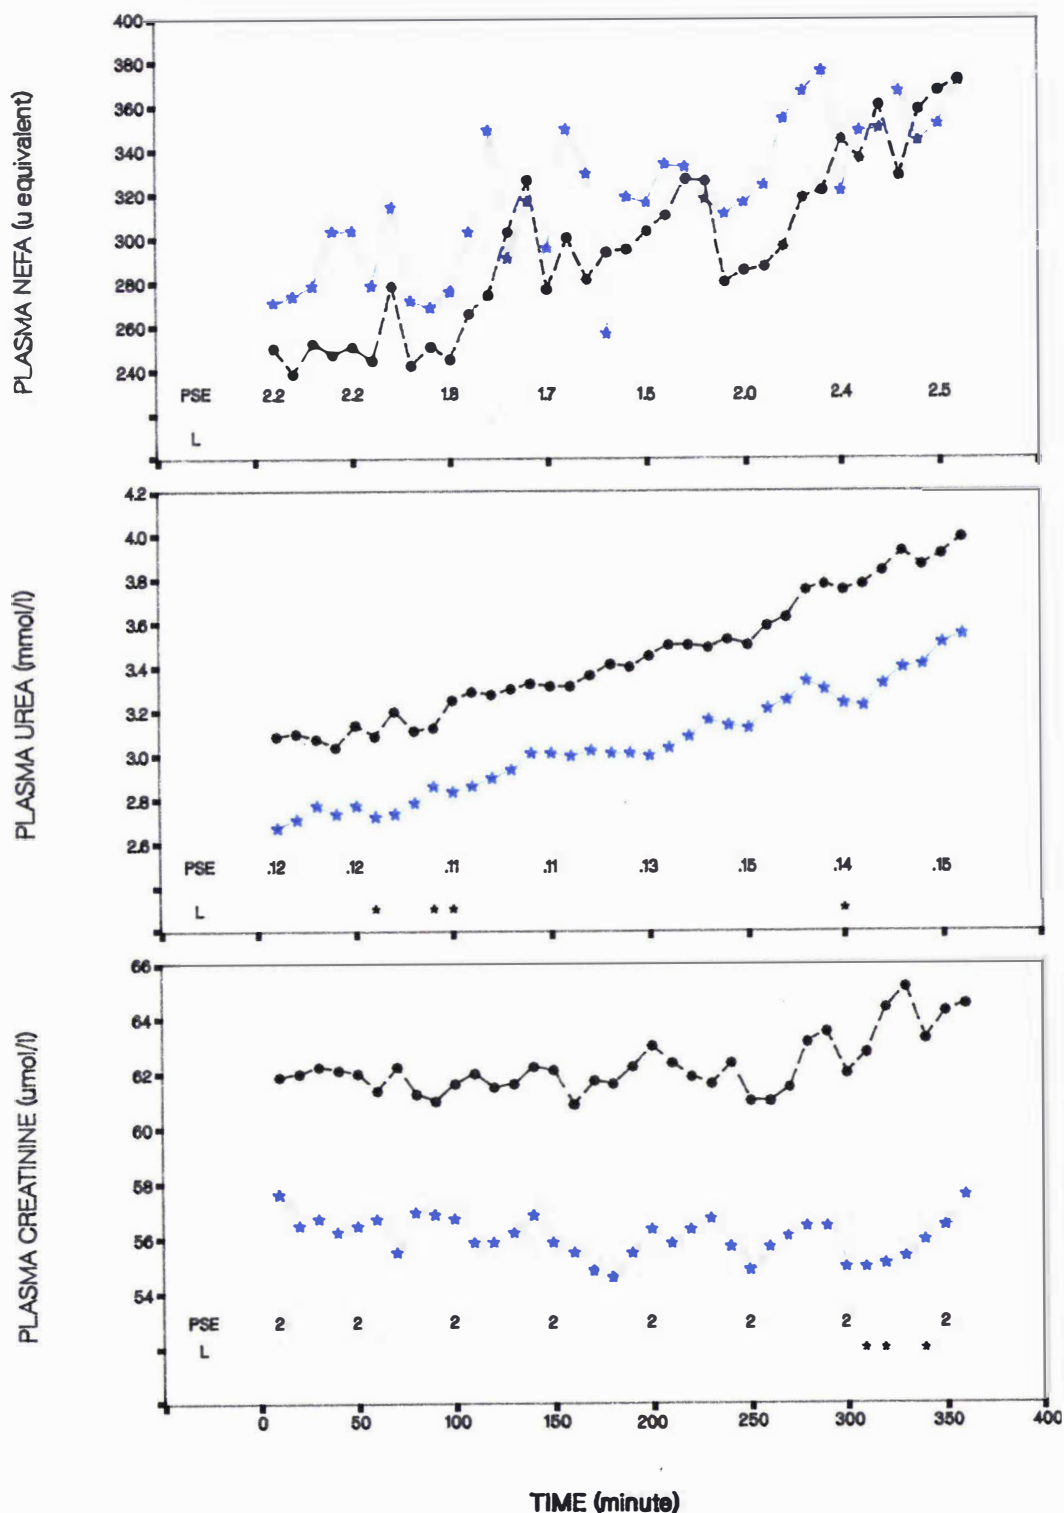 PLASMA NEFA (u equivalent)
400
380
360
340
320
300
280
260
240
PSE 2.2 2.2 1.8 1.7 1.5 2.0 2.4 2.5
L
PLASMA UREA (mmol/l)
4.2
4.0
3.8
3.6
3.4
3.2
3.0
2.8
2.6
PSE .12 .12 .11 .11 .13 .15 .14 .15
L * * * *
PLASMA CREATININE (umol/l)
66
64
62
60
58
56
54
PSE 2 2 2 2 2 2 2 2
L * * *
0 50 100 150 200 250 300 350 400
TIME (minute)